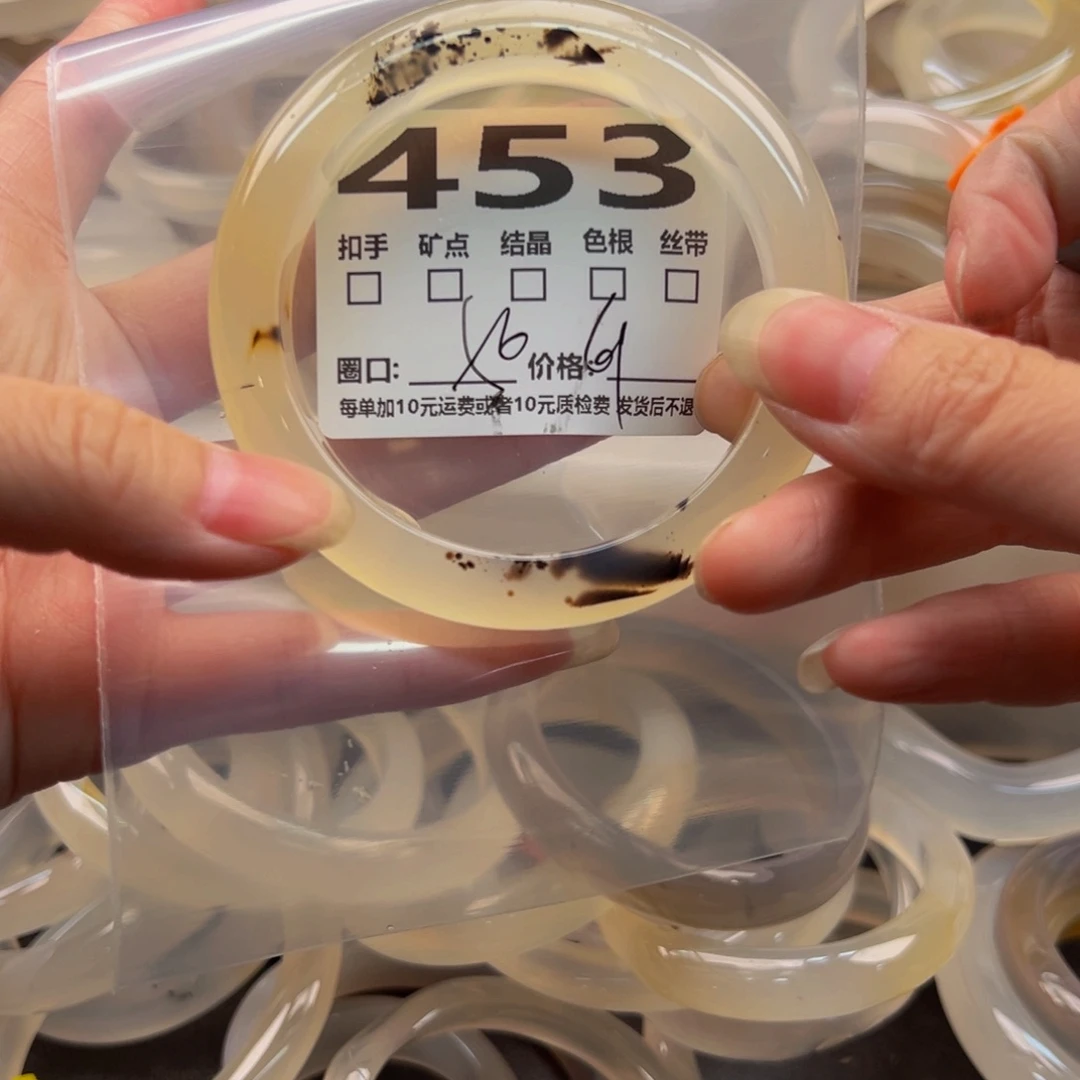 453
扣手 矿点 结晶 色根 丝带
圈口: 价格:
每单加10元运费或者10元质检费 发货后不退